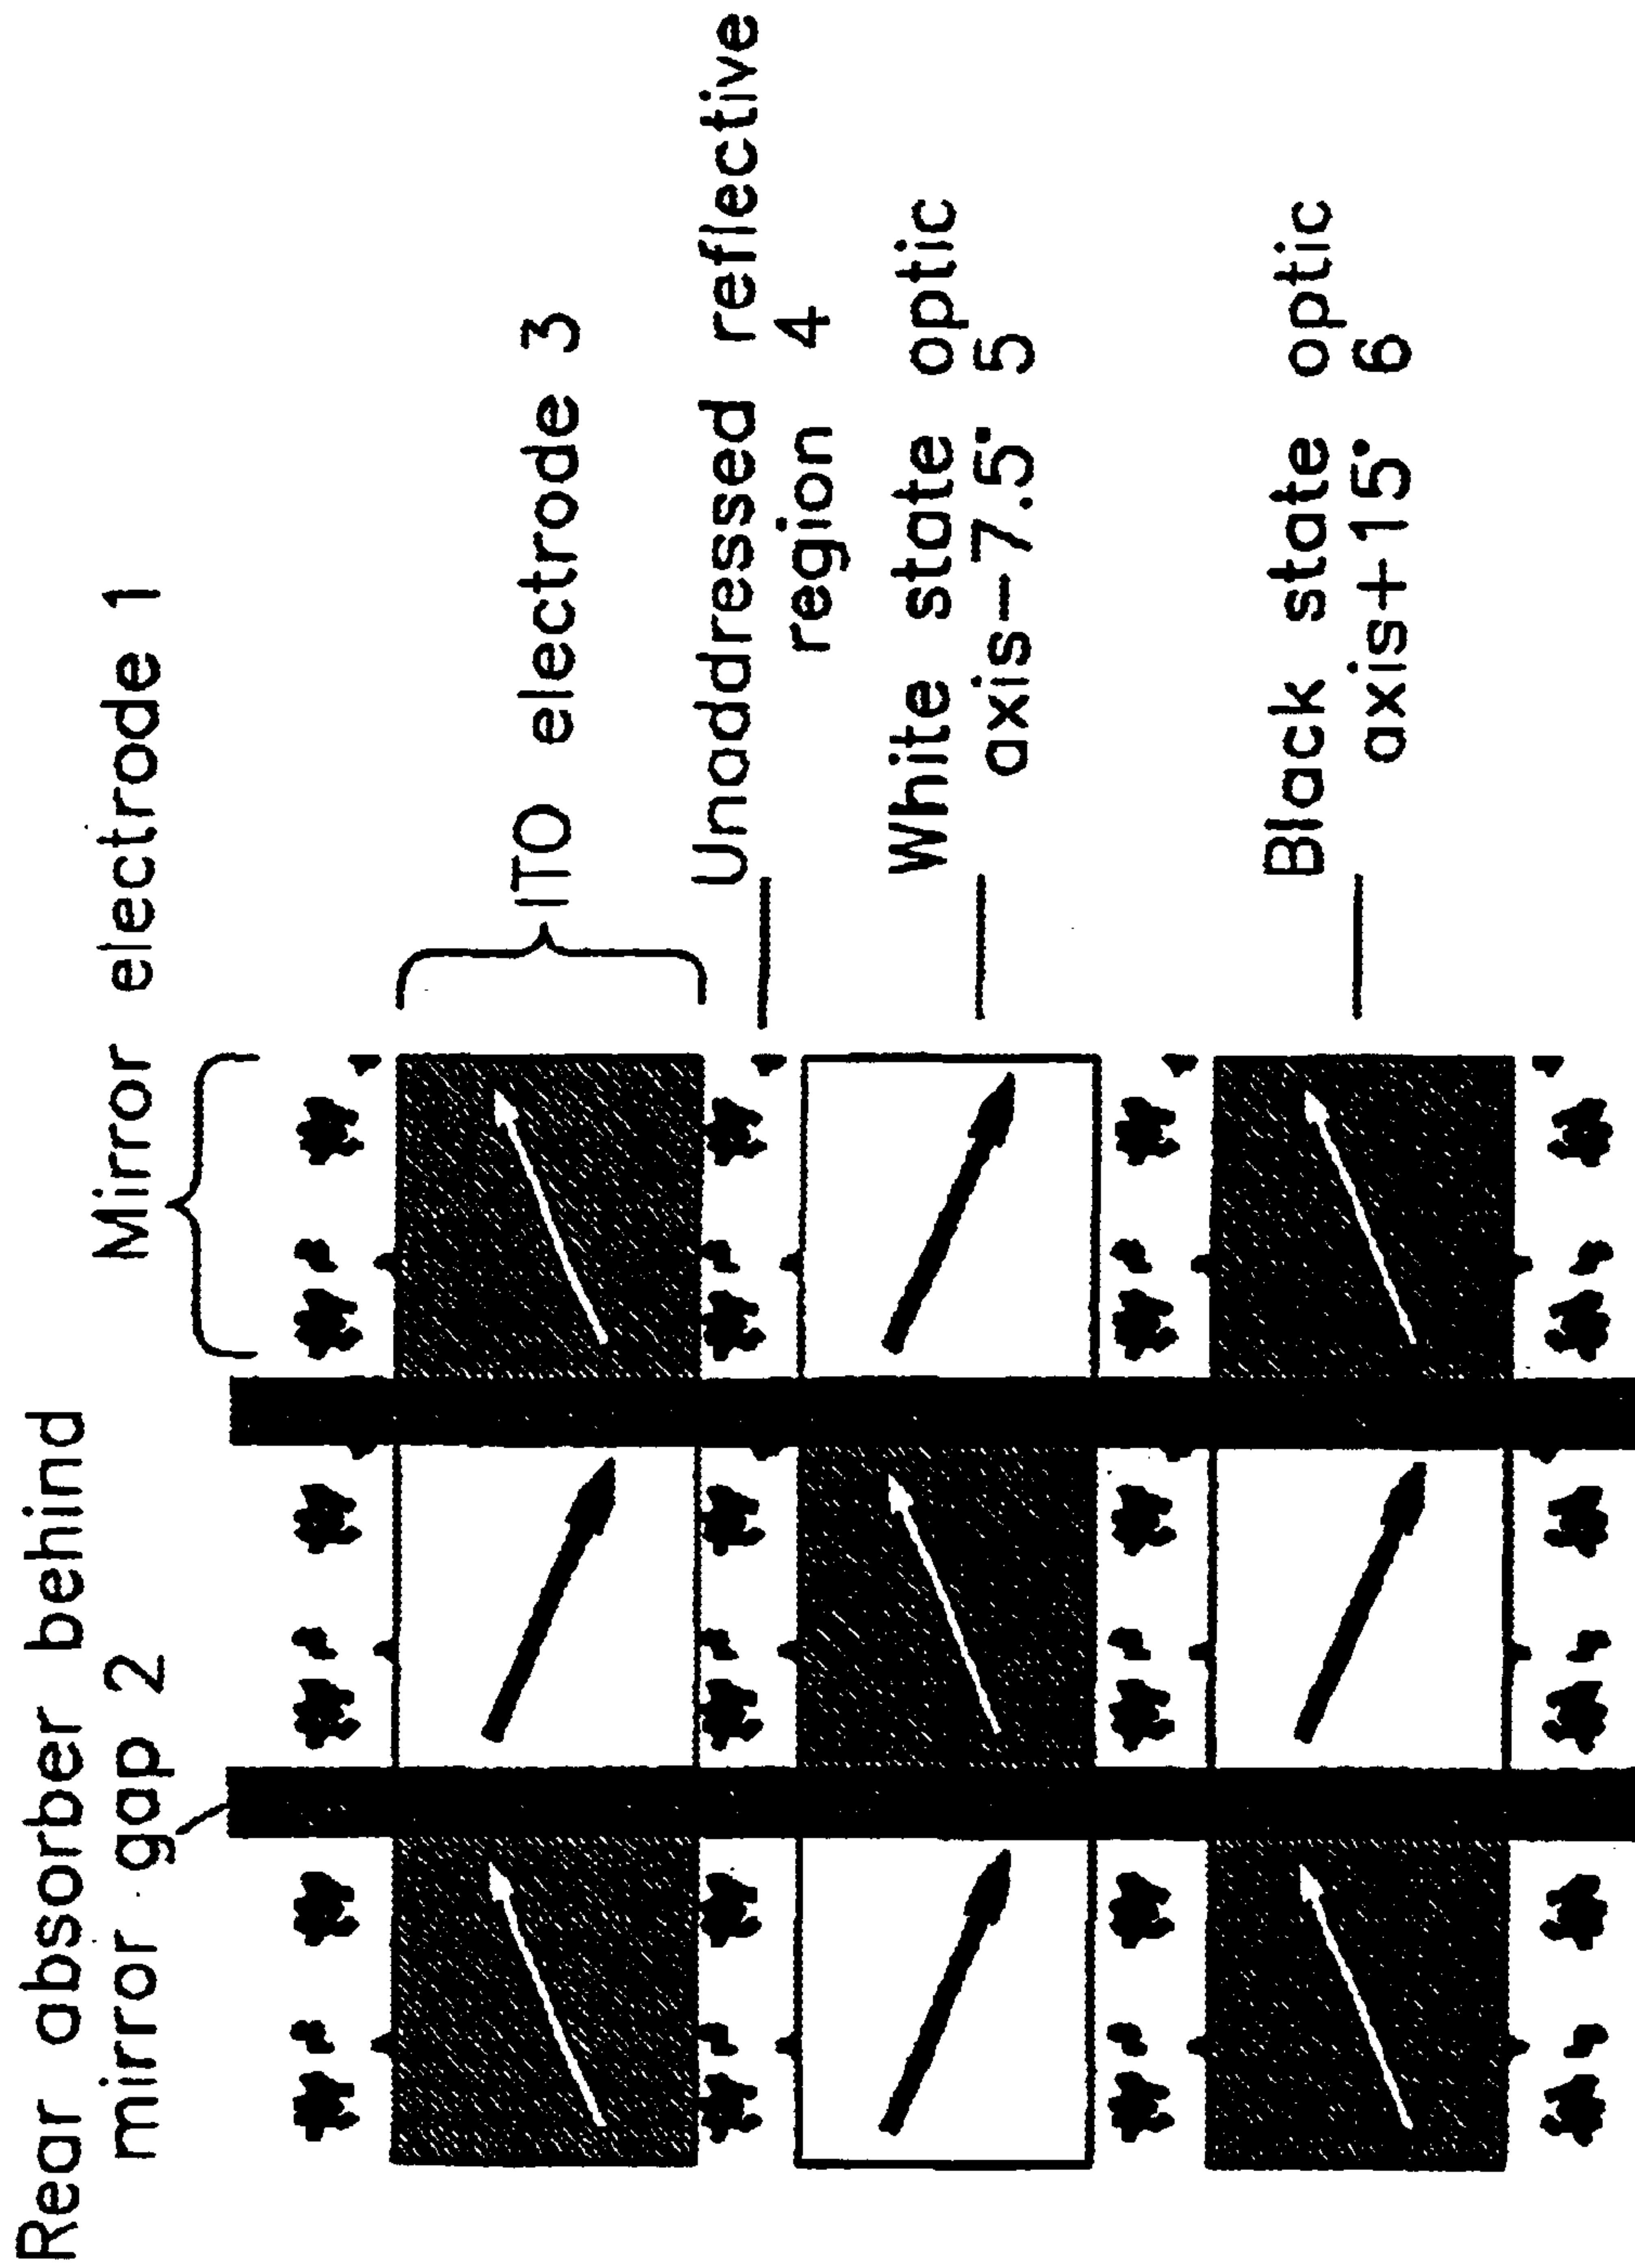 Rear absorber behind
mirror gap 2
Mirror electrode 1
ITO electrode 3
Unaddressed reflective
region 4
White state optic
axis-7.5° 5
Black state optic
axis+15° 6